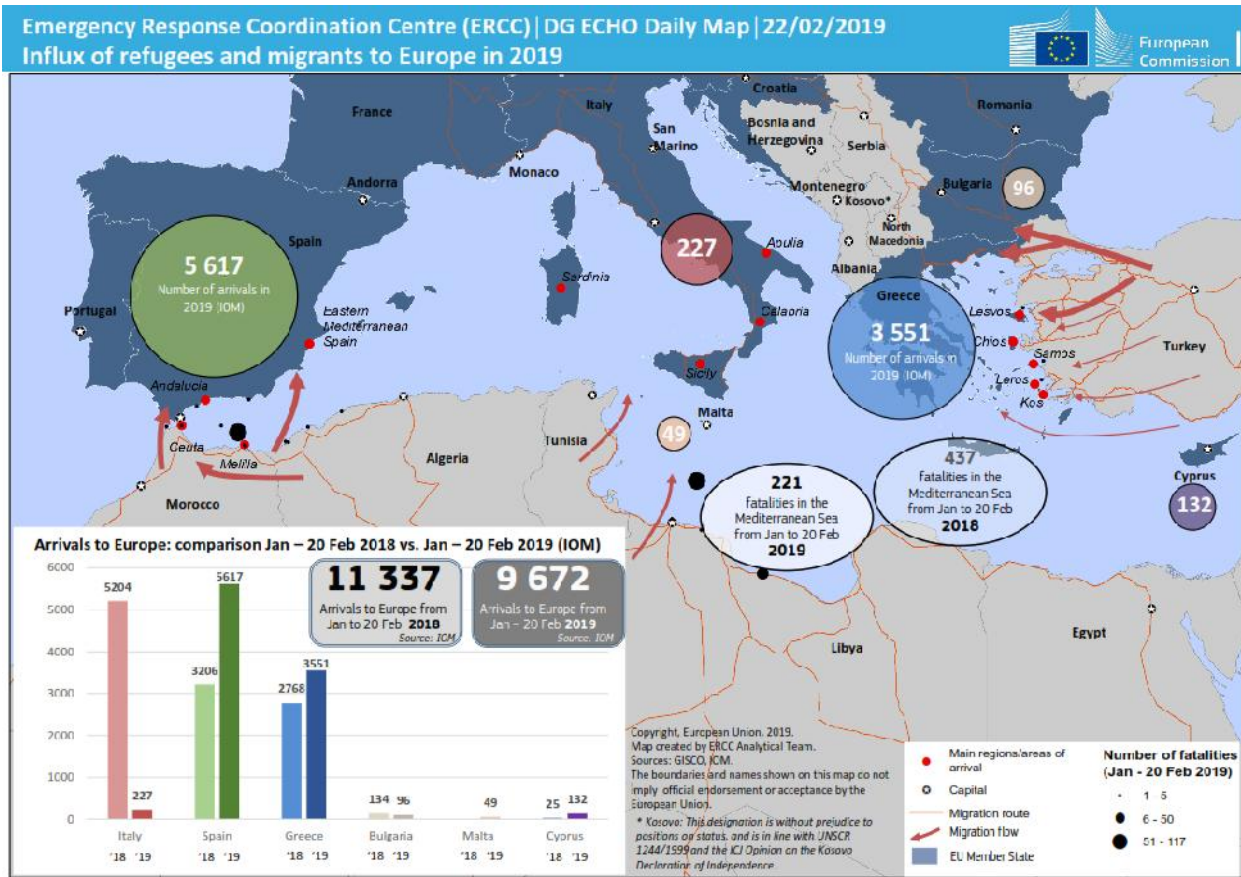 Emergency Response Coordination Centre (ERCC) | DG ECHO Daily Map | 22/02/2019
Influx of refugees and migrants to Europe in 2019
European
Commission
France
Andorra
Monaco
Italy
San
Marino
Croatia
Bosnia and
Herzegovina
Serbia
Montenegro
Kosovo*
North
Macedonia
Albania
Romania
Bulgaria
96
Portugal
Spain
5 617
Number of arrivals in
2019 (IOM)
Eastern
Mediterranean
Spain
Andalucia
Ceuta
Melilla
Sardinia
227
Apulia
Calabria
Sicily
Malta
49
Greece
3 551
Number of arrivals in
2019 (IOM)
Lesvos
Chios
Samos
Leros
Kos
Turkey
Cyprus
132
Morocco
Algeria
Tunisia
Libya
Egypt
221
fatalities in the
Mediterranean Sea
from Jan to 20 Feb
2019
437
fatalities in the
Mediterranean Sea
from Jan to 20 Feb
2018
Arrivals to Europe: comparison Jan – 20 Feb 2018 vs. Jan – 20 Feb 2019 (IOM)
11 337
Arrivals to Europe from
Jan to 20 Feb 2018
Source: IOM
9 672
Arrivals to Europe from
Jan – 20 Feb 2019
Source: IOM
6000
5000
4000
3000
2000
1000
0
5204
227
3206
5617
2768
3551
134
96
49
25
132
Italy
Spain
Greece
Bulgaria
Malta
Cyprus
'18 '19
'18 '19
'18 '19
'18 '19
'18 '19
'18 '19
Copyright, European Union. 2019.
Map created by ERCC Analytical Team.
Sources: GISCO, IOM.
The boundaries and names shown on this map do not
imply official endorsement or acceptance by the
European Union.
* Kosovo: This designation is without prejudice to
positions on status, and is in line with UNSCR
1244/1999 and the ICJ Opinion on the Kosovo
Declaration of Independence.
Main regions/areas of
arrival
Capital
Migration route
Migration flow
EU Member State
Number of fatalities
(Jan - 20 Feb 2019)
1 - 5
6 - 50
51 - 117